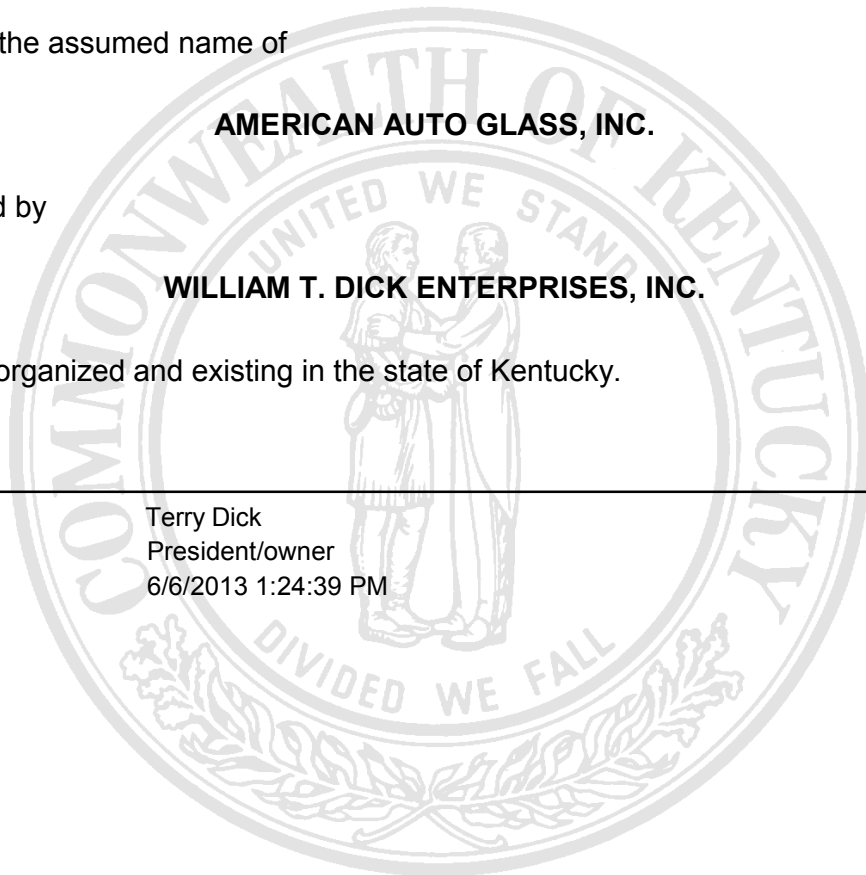 the assumed name of
AMERICAN AUTO GLASS, INC.
d by
WILLIAM T. DICK ENTERPRISES, INC.
organized and existing in the state of Kentucky.
Terry Dick
President/owner
6/6/2013 1:24:39 PM
COMMONWEALTH OF KENTUCKY
UNITED WE STAND
DIVIDED WE FALL